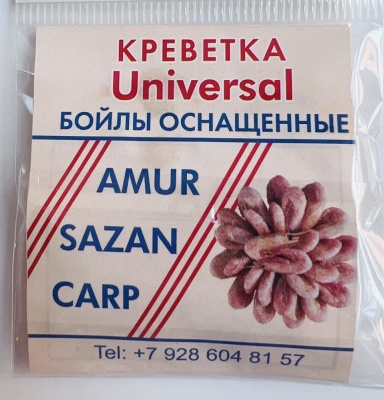 КРЕВЕТКА
Universal
БОЙЛЫ ОСНАЩЕННЫЕ
AMUR
SAZAN
CARP
Tel: +7 928 604 81 57